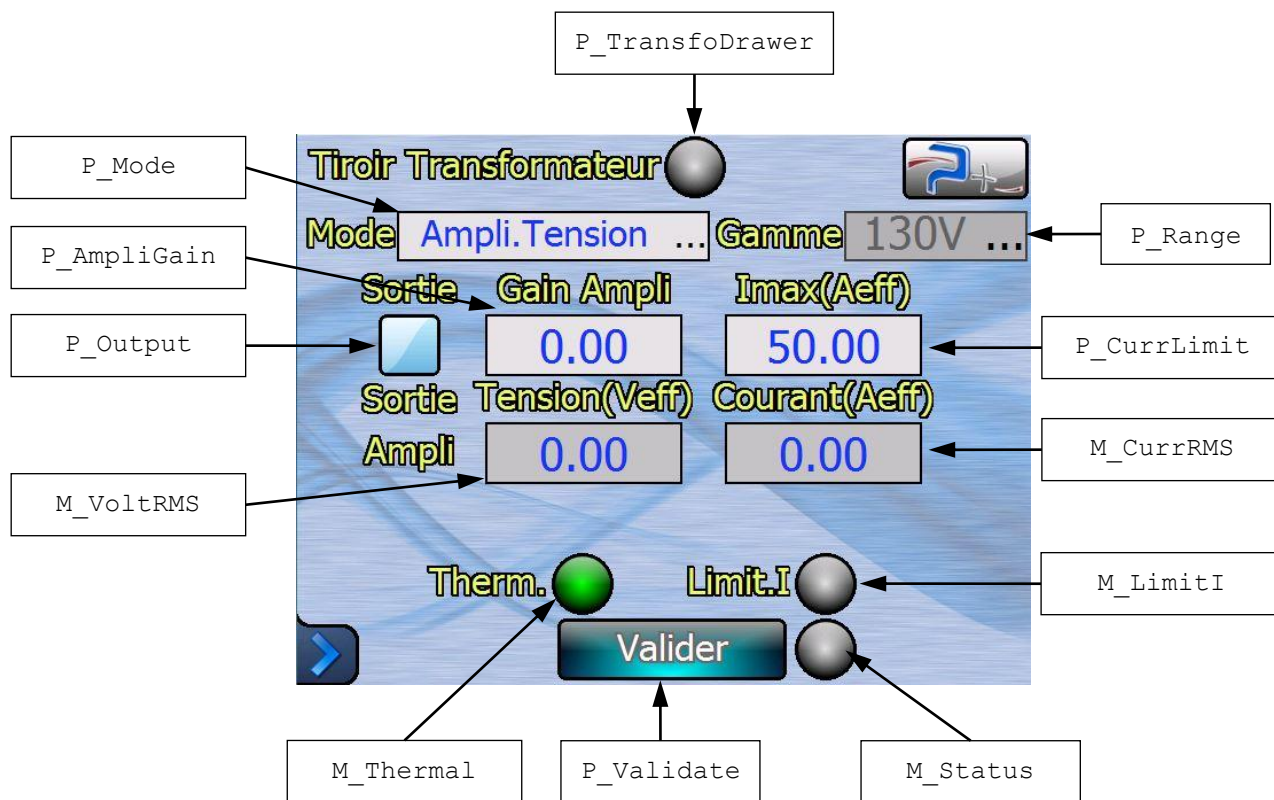 P_TransfoDrawer
P_Mode
Tiroir Transformateur
P+
Mode Ampli.Tension ... Gamme 130V ...
P_Range
P_AmpliGain
Sortie Gain Ampli Imax(Aeff)
P_Output
0.00 50.00
P_CurrLimit
Sortie Tension(Veff) Courant(Aeff)
Ampli 0.00 0.00
M_CurrRMS
M_VoltRMS
Therm. Limit.I
M_LimitI
Valider
M_Thermal P_Validate M_Status